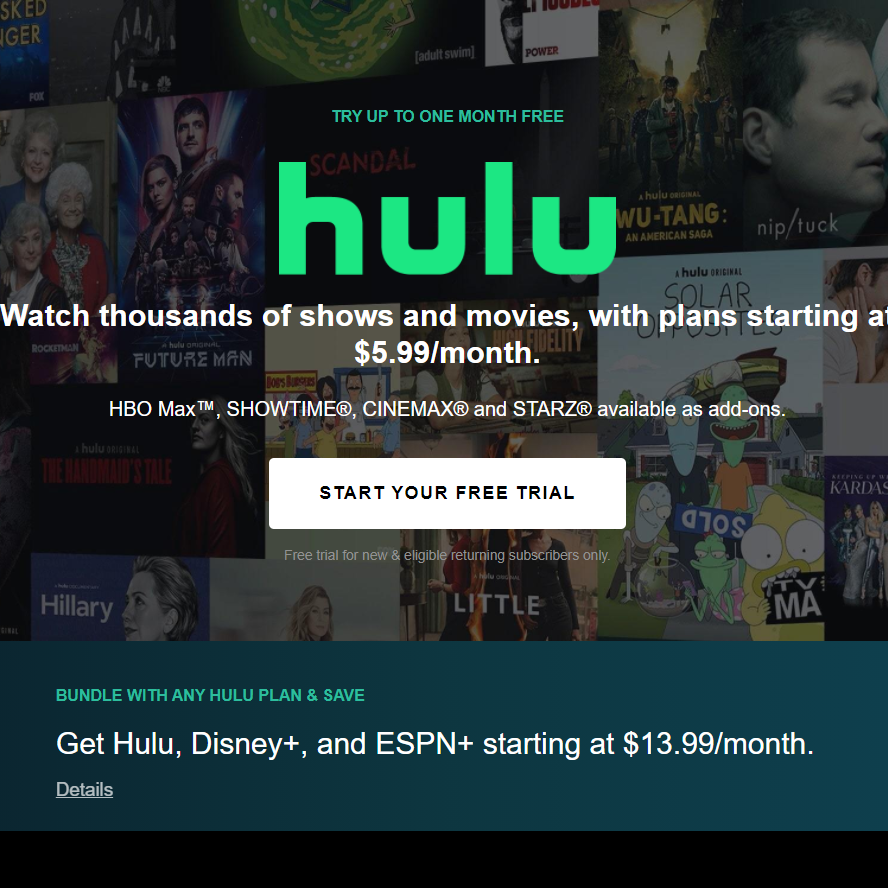 FOX
[adult swim]
POWER
TRY UP TO ONE MONTH FREE
SCANDAL
hulu
a hulu ORIGINAL
WU-TANG:
AN AMERICAN SAGA
nip/tuck
a hulu ORIGINAL
SOLAR
OPPOSITES
Watch thousands of shows and movies, with plans starting at
$5.99/month.
ROCKETMAN
a hulu ORIGINAL
FUTURE MAN
HIGH FIDELITY
BOB'S BURGERS
HBO Max™, SHOWTIME®, CINEMAX® and STARZ® available as add-ons.
a hulu ORIGINAL
THE HANDMAID'S TALE
START YOUR FREE TRIAL
KEEPING UP
KARDAS
SOLD
Free trial for new & eligible returning subscribers only.
Hillary
a hulu ORIGINAL
LITTLE
TV
MA
BUNDLE WITH ANY HULU PLAN & SAVE
Get Hulu, Disney+, and ESPN+ starting at $13.99/month.
Details